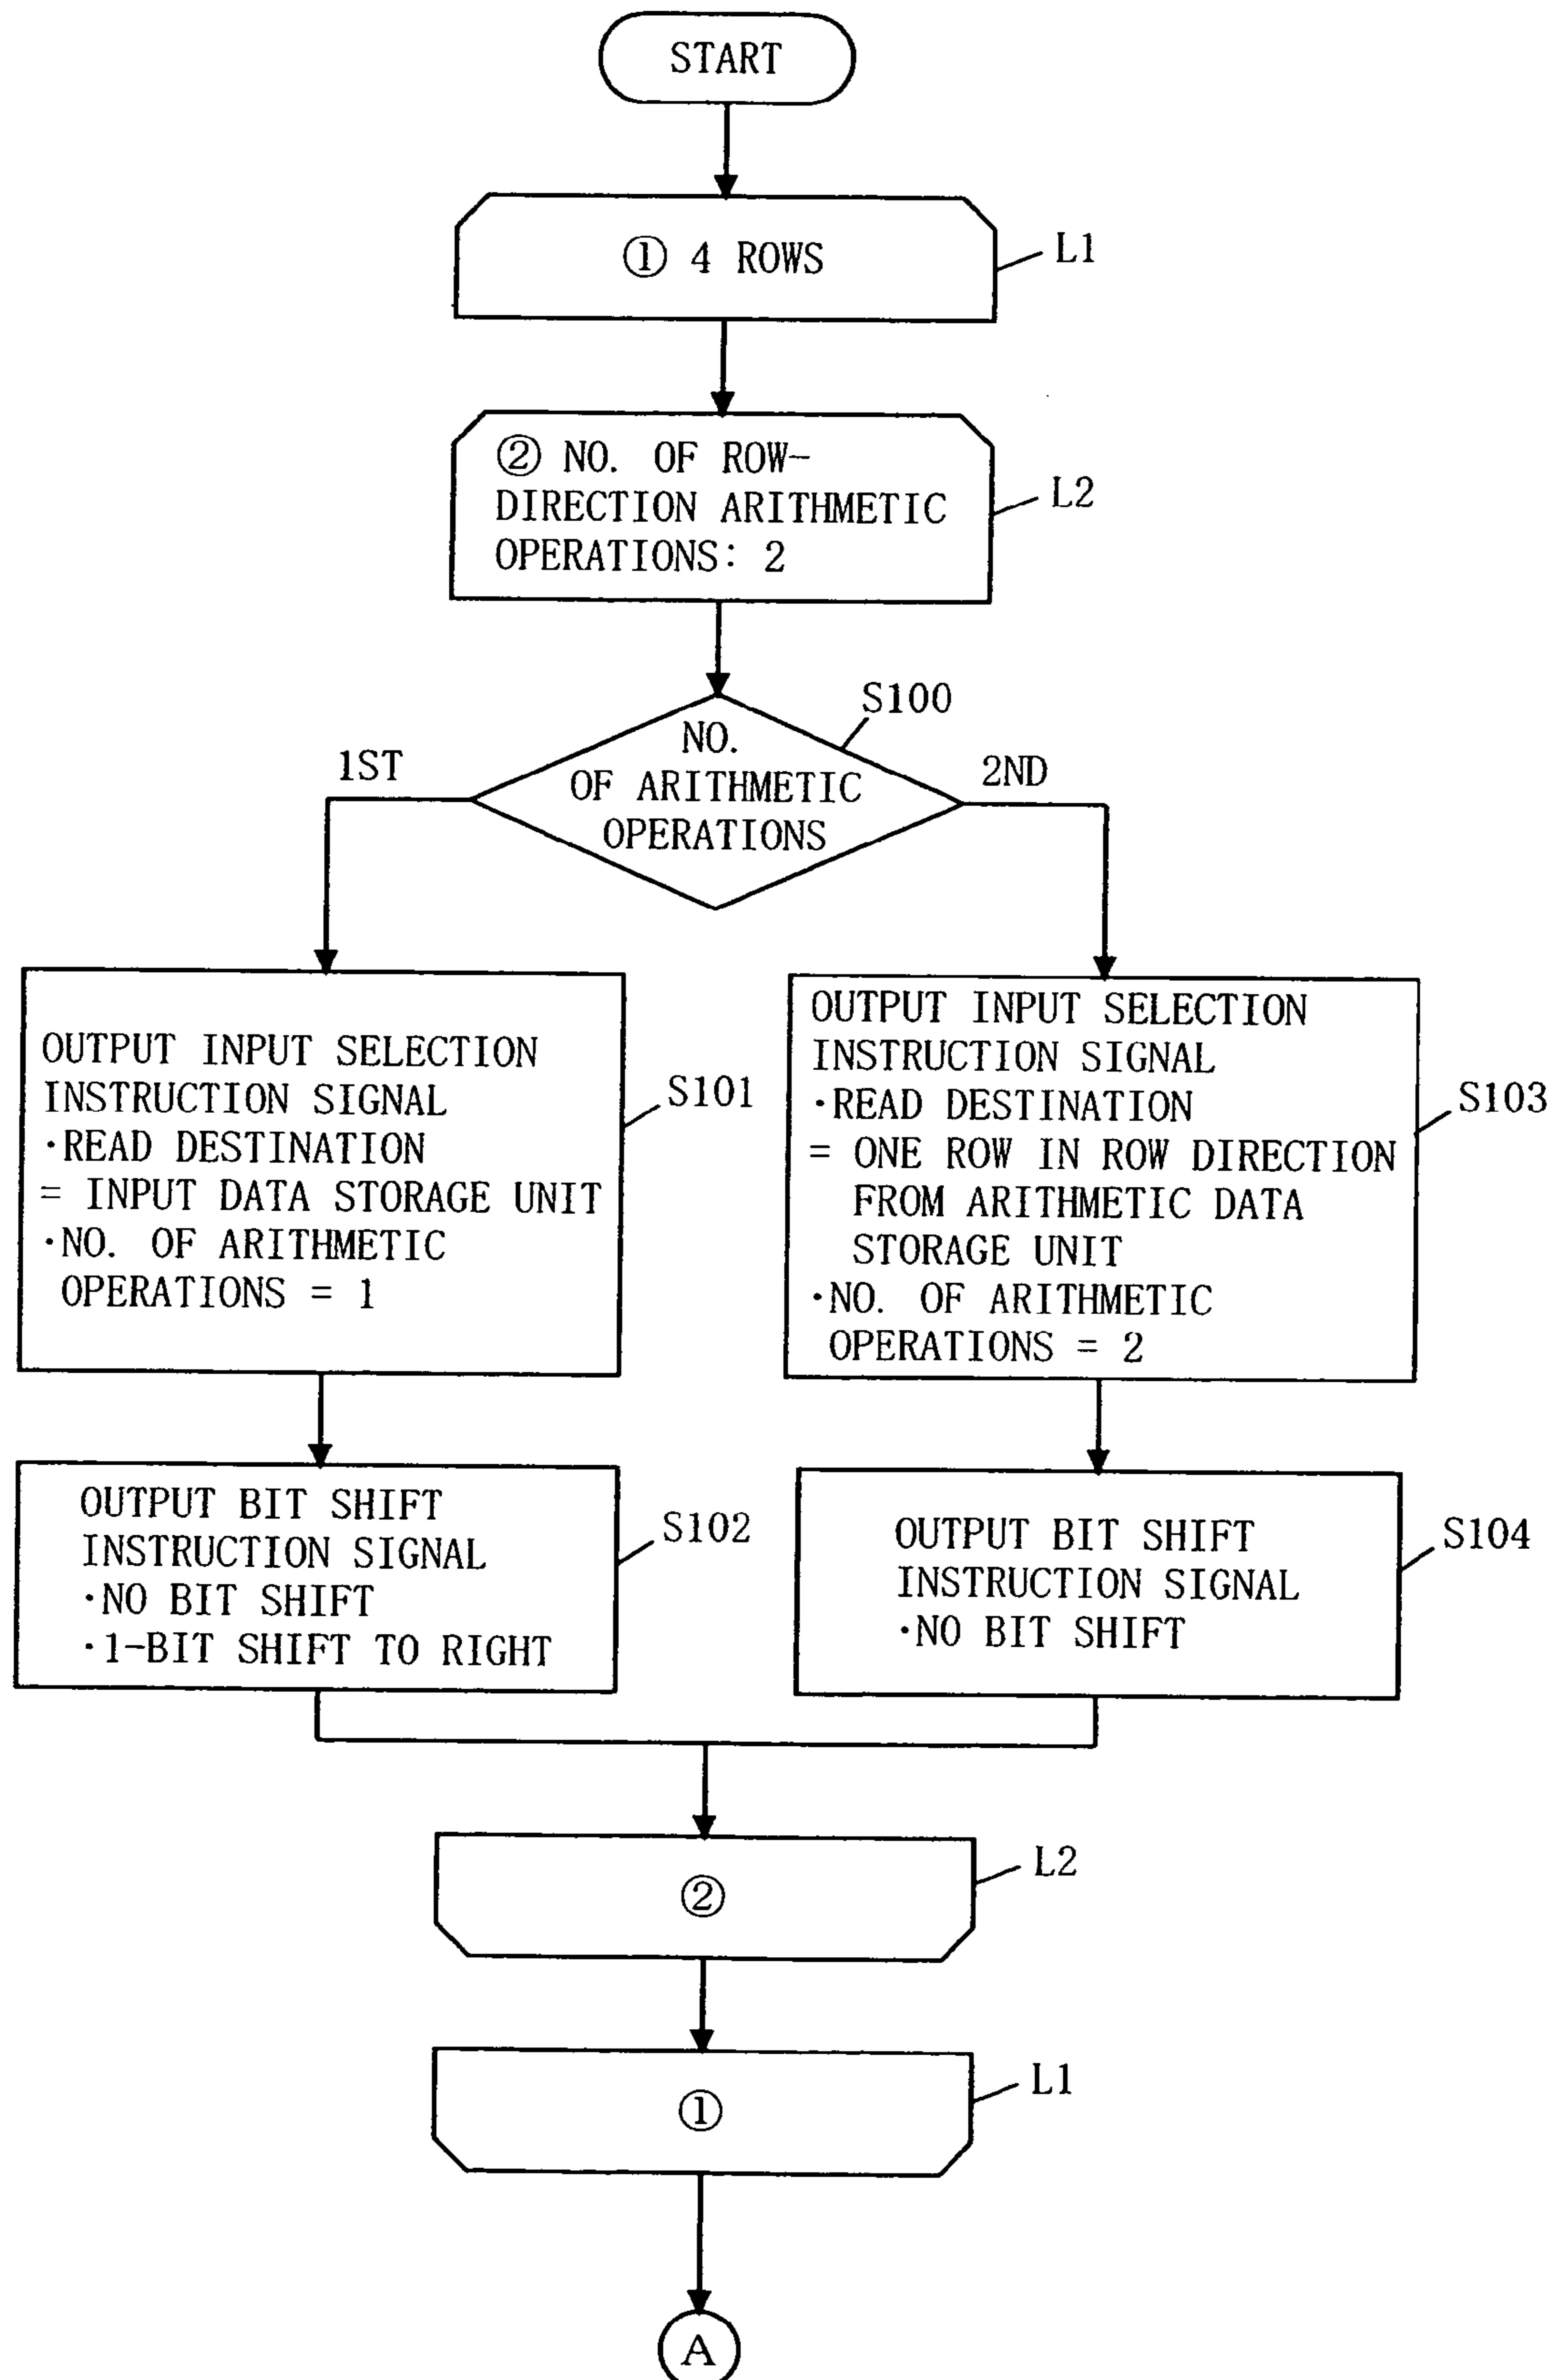 START
① 4 ROWS
L1
② NO. OF ROW-
DIRECTION ARITHMETIC
OPERATIONS: 2
L2
S100
NO.
OF ARITHMETIC
OPERATIONS
1ST
2ND
OUTPUT INPUT SELECTION
INSTRUCTION SIGNAL
·READ DESTINATION
= INPUT DATA STORAGE UNIT
·NO. OF ARITHMETIC
OPERATIONS = 1
S101
OUTPUT INPUT SELECTION
INSTRUCTION SIGNAL
·READ DESTINATION
= ONE ROW IN ROW DIRECTION
FROM ARITHMETIC DATA
STORAGE UNIT
·NO. OF ARITHMETIC
OPERATIONS = 2
S103
OUTPUT BIT SHIFT
INSTRUCTION SIGNAL
·NO BIT SHIFT
·1-BIT SHIFT TO RIGHT
S102
OUTPUT BIT SHIFT
INSTRUCTION SIGNAL
·NO BIT SHIFT
S104
②
L2
①
L1
A